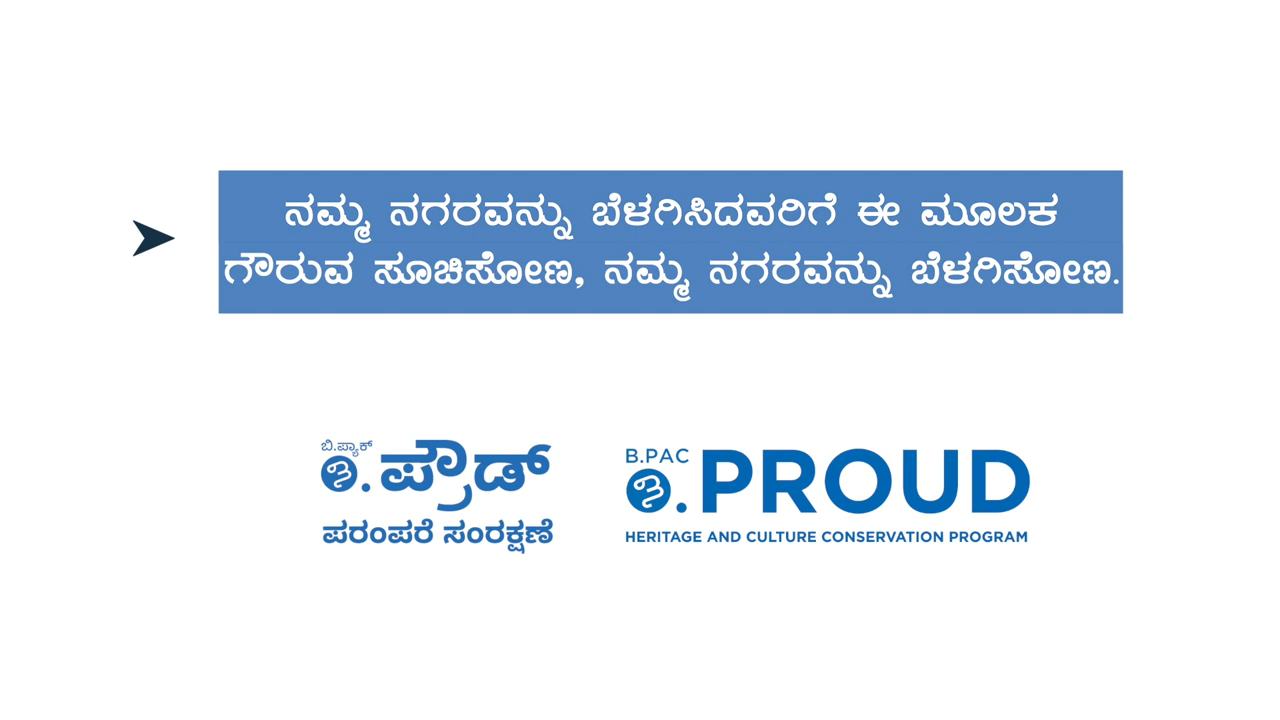 ನಮ್ಮ ನಗರವನ್ನು ಬೆಳಗಿಸಿದವರಿಗೆ ಈ ಮೂಲಕ
ಗೌರುವ ಸೂಚಿಸೋಣ, ನಮ್ಮ ನಗರವನ್ನು ಬೆಳಗಿಸೋಣ.
ಬಿ.ಪ್ಯಾಕ್
ಬಿ.ಪ್ರೌಡ್
ಪರಂಪರೆ ಸಂರಕ್ಷಣೆ
B.PAC
ಬಿ.PROUD
HERITAGE AND CULTURE CONSERVATION PROGRAM